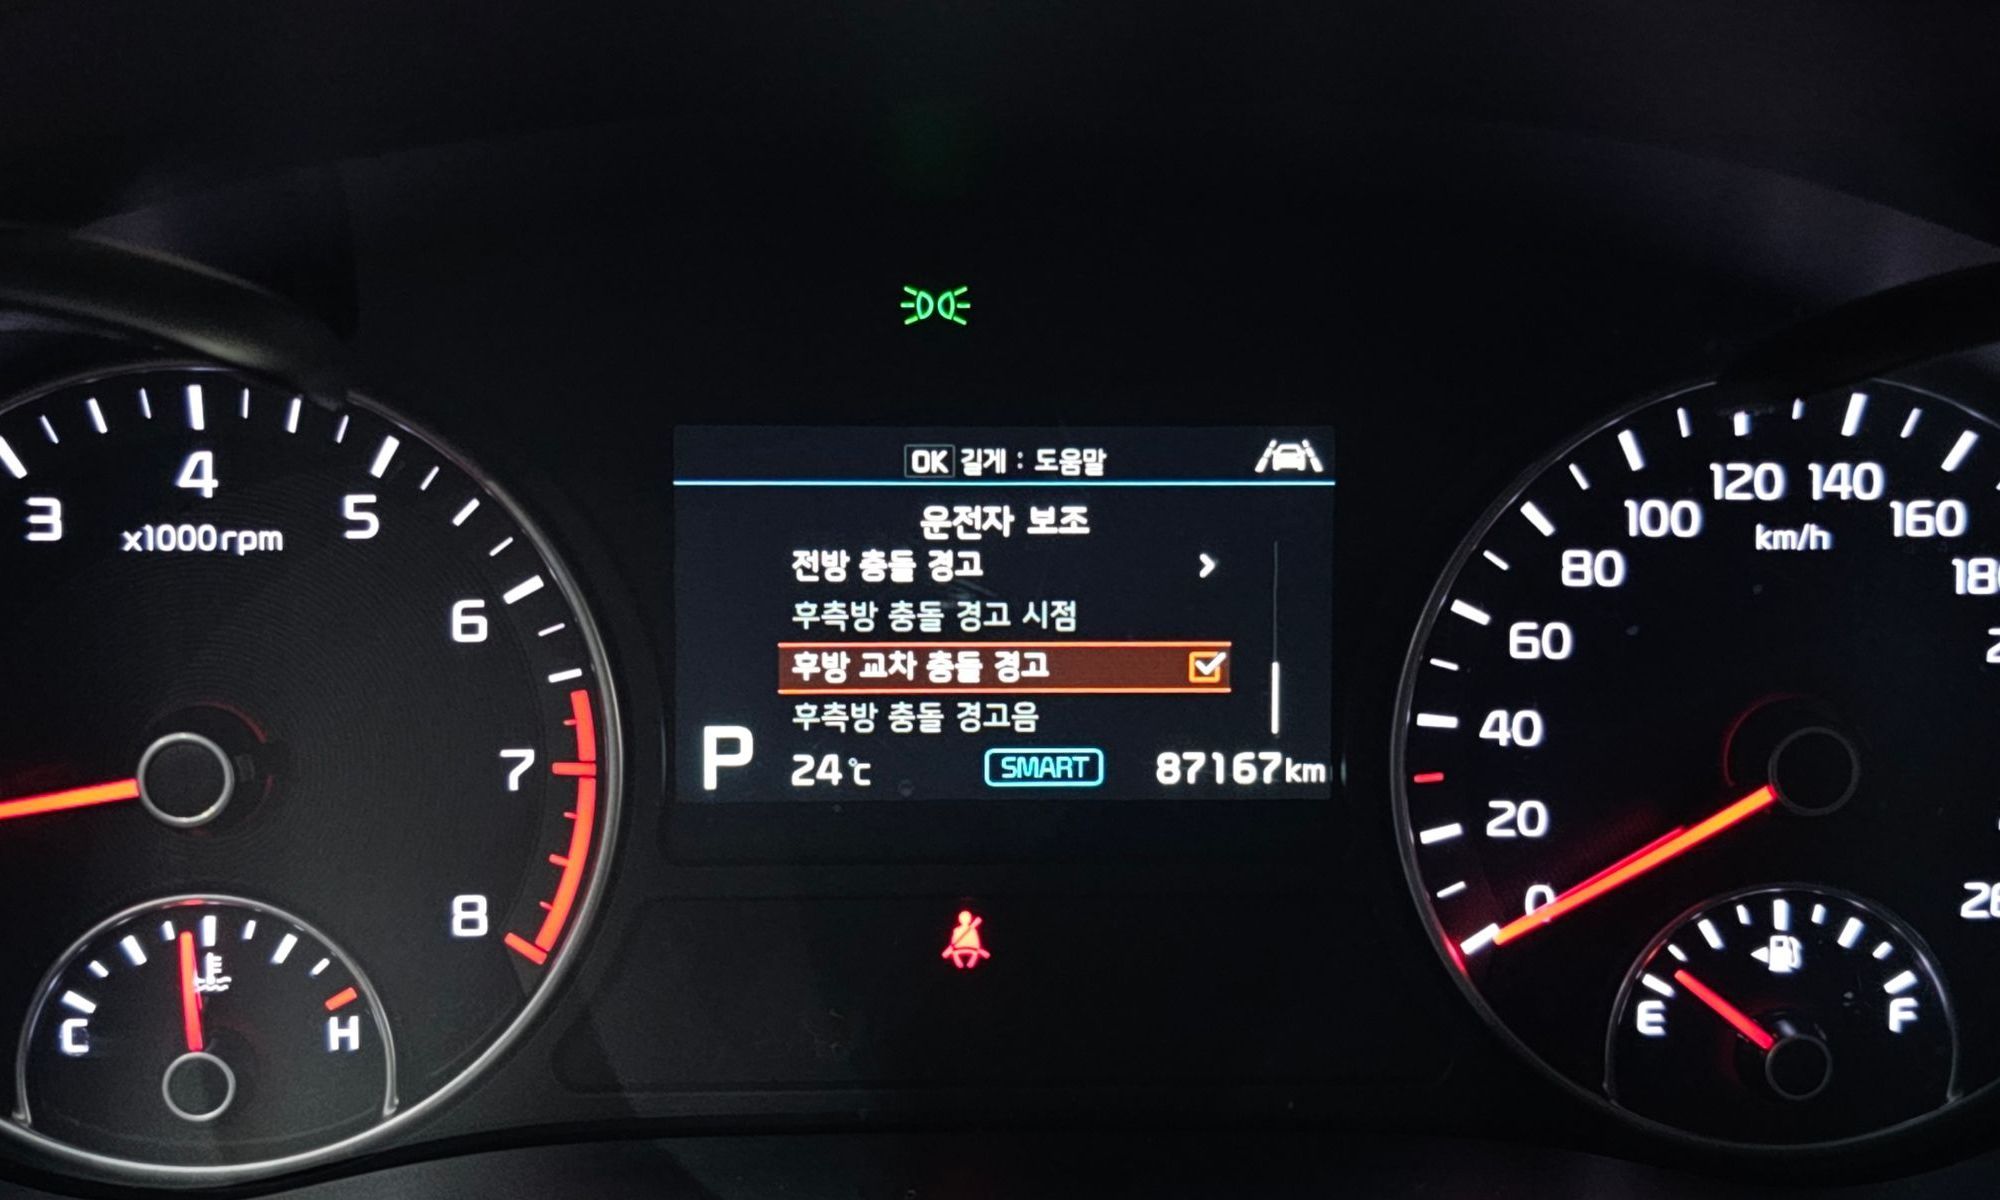 OK 길게 : 도움말
운전자 보조
전방 충돌 경고
후측방 충돌 경고 시점
후방 교차 충돌 경고
후측방 충돌 경고음
P 24℃ SMART 87167km
3 4 5 6 7 8
x1000rpm
C H
0 20 40 60 80 100 120 140 160
km/h
E F